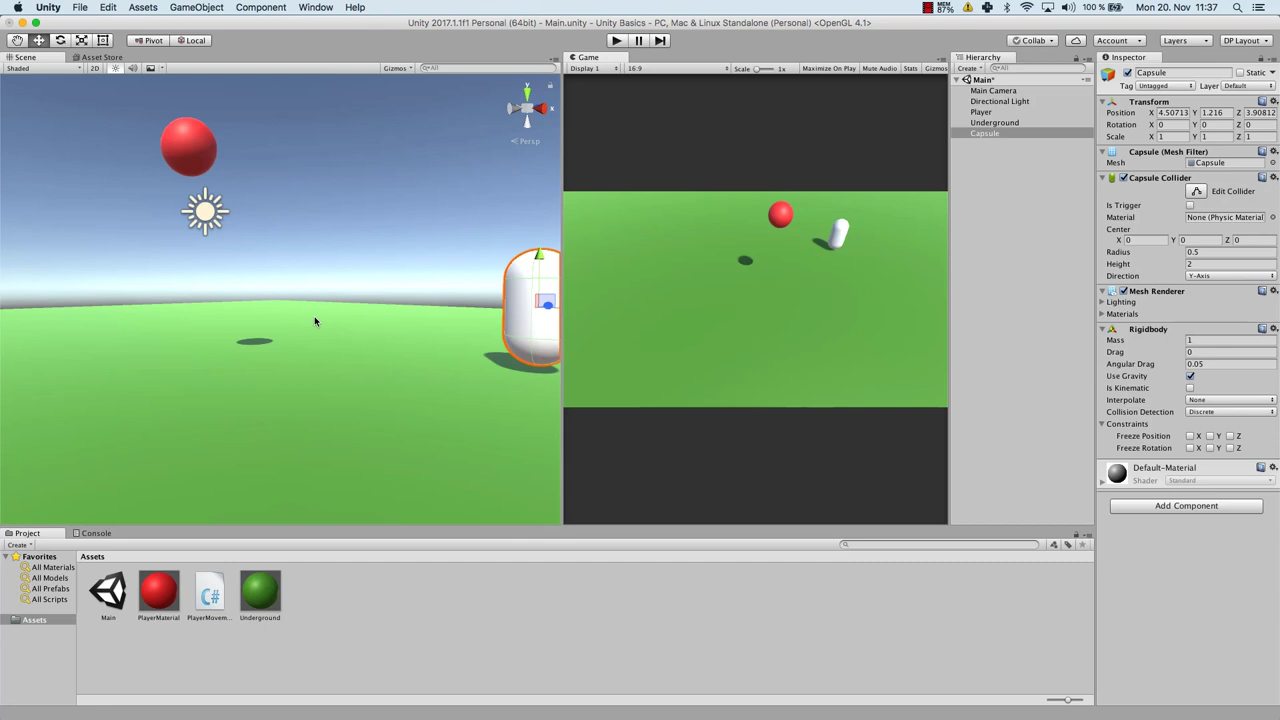 Unity File Edit Assets GameObject Component Window Help MEM 87% 100 % Mon 20. Nov 11:37
Unity 2017.1.1f1 Personal (64bit) - Main.unity - Unity Basics - PC, Mac & Linux Standalone (Personal) <OpenGL 4.1>
Pivot Local Collab Account Layers DP Layout
Scene Asset Store Game Hierarchy Inspector
Shaded 2D Gizmos All Display 1 16:9 Scale 1x Maximize On Play Mute Audio Stats Gizmos Create All
Capsule Static
Tag Untagged Layer Default
Main*
Main Camera
Directional Light
Player
Underground
Capsule
y
x
Persp
Transform
Position X 4.50713 Y 1.216 Z 3.90812
Rotation X 0 Y 0 Z 0
Scale X 1 Y 1 Z 1
Capsule (Mesh Filter)
Mesh Capsule
Capsule Collider
Edit Collider
Is Trigger
Material None (Physic Material)
Center
X 0 Y 0 Z 0
Radius 0.5
Height 2
Direction Y-Axis
Mesh Renderer
Lighting
Materials
Rigidbody
Mass 1
Drag 0
Angular Drag 0.05
Use Gravity
Is Kinematic
Interpolate None
Collision Detection Discrete
Constraints
Freeze Position X Y Z
Freeze Rotation X Y Z
Default-Material
Shader Standard
Add Component
Project Console
Create
Favorites
All Materials
All Models
All Prefabs
All Scripts
Assets
Assets
C#
Main PlayerMaterial PlayerMovem... Underground